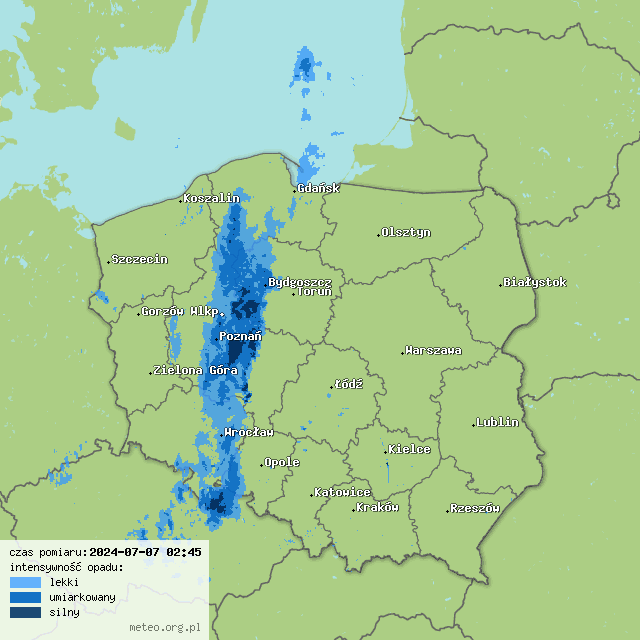 Gdańsk
Koszalin
Olsztyn
Szczecin
Bydgoszcz
Białystok
Toruń
Gorzów Wlkp.
Poznań
Warszawa
Zielona Góra
Łódź
Lublin
Wrocław
Kielce
Opole
Katowice
Kraków
Rzeszów
czas pomiaru:2024-07-07 02:45
intensywność opadu:
lekki
umiarkowany
silny
meteo.org.pl